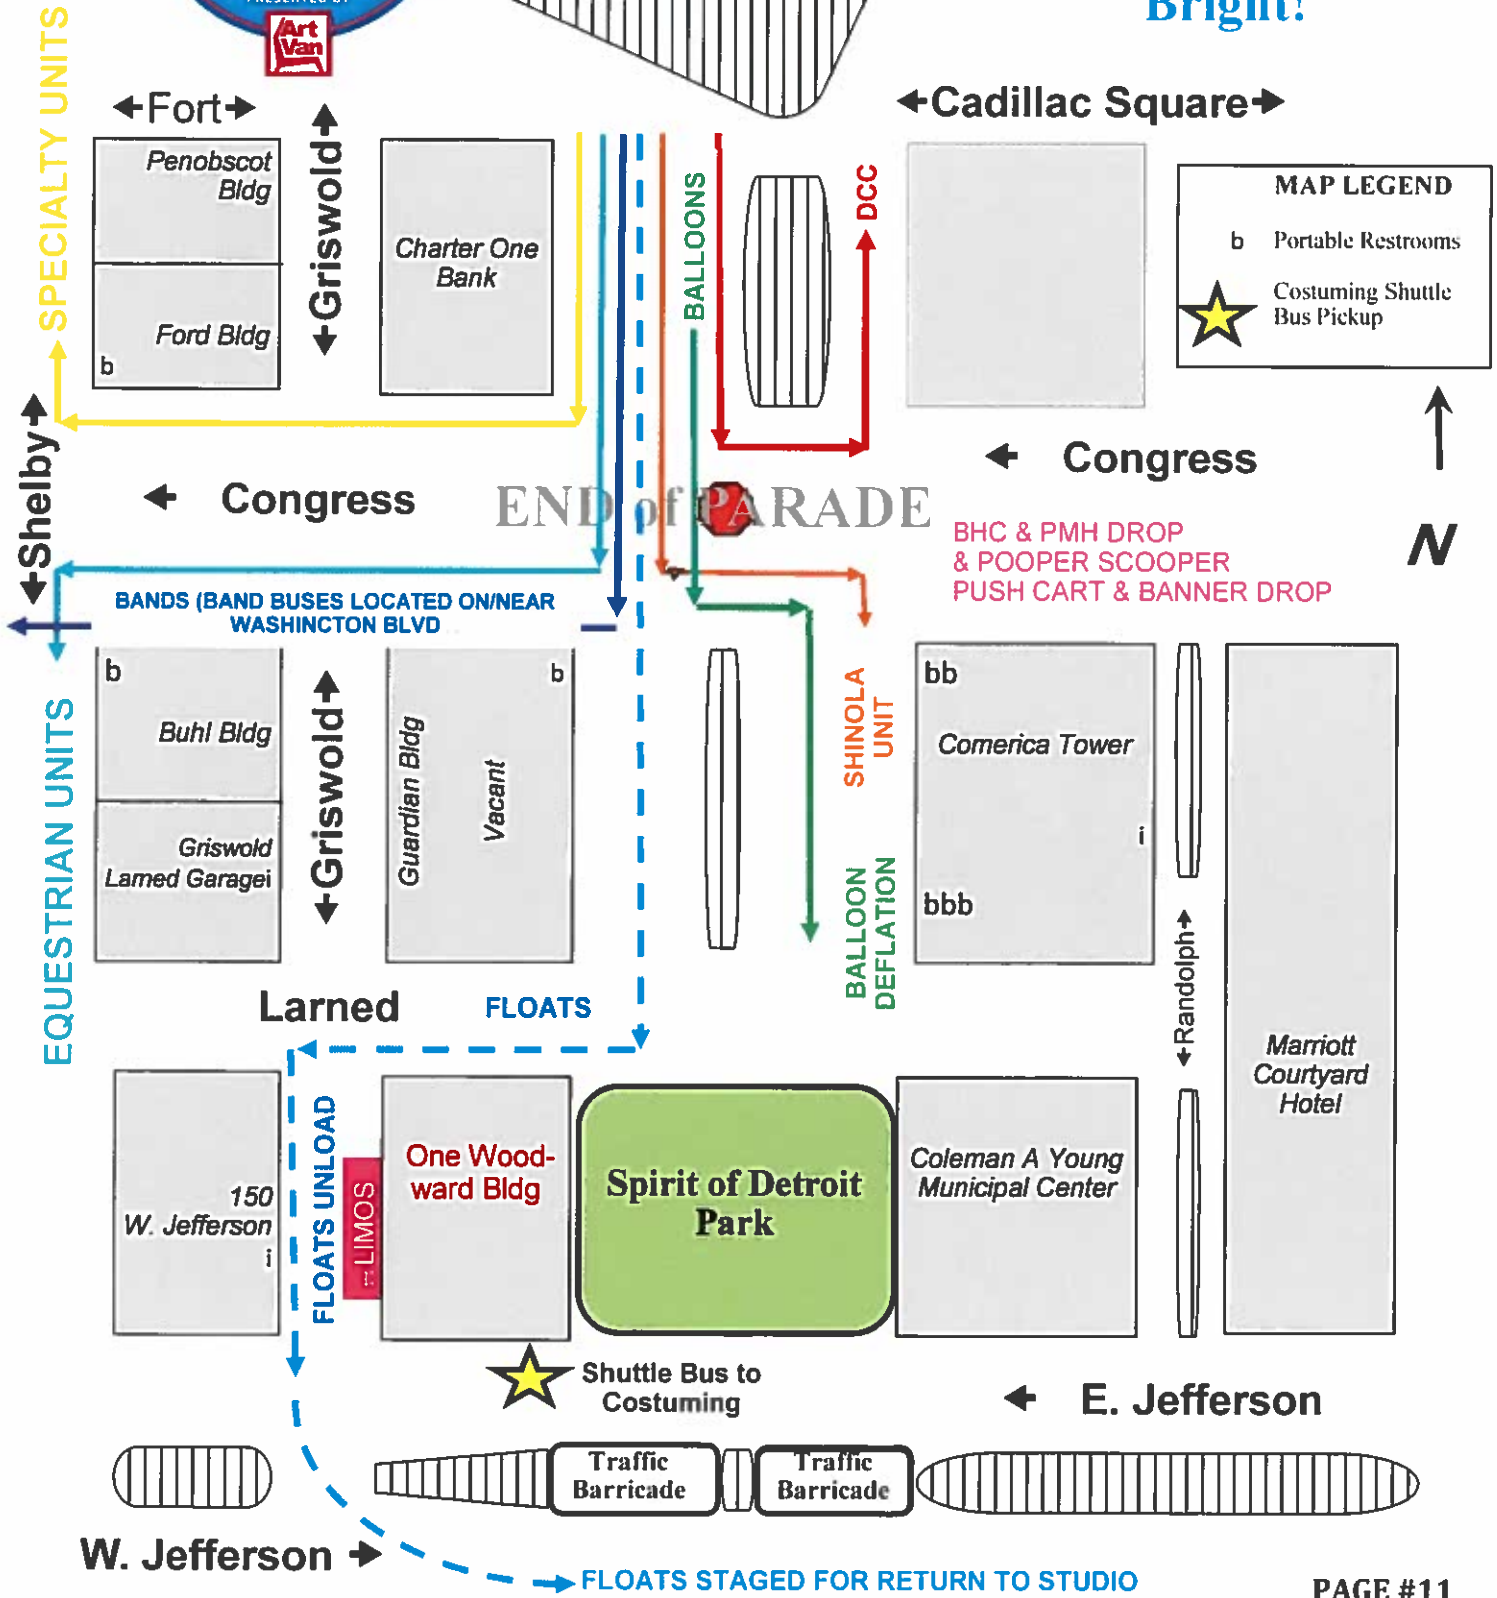 PRESENTED BY
Art
Van
Bright!
SPECIALTY UNITS
Fort
Griswold
Cadillac Square
Penobscot
Bldg
Ford Bldg
b
Charter One
Bank
BALLOONS
DCC
MAP LEGEND
b Portable Restrooms
Costuming Shuttle
Bus Pickup
Shelby
Congress
Congress
END of PARADE
N
BHC & PMH DROP
& POOPER SCOOPER
PUSH CART & BANNER DROP
BANDS (BAND BUSES LOCATED ON/NEAR
WASHINCTON BLVD
EQUESTRIAN UNITS
b
Buhl Bldg
Griswold
Larned Garagei
Griswold
b
Guardian Bldg
Vacant
SHINOLA
UNIT
BALLOON
DEFLATION
bb
Comerica Tower
i
bbb
Randolph
Marriott
Courtyard
Hotel
Larned
FLOATS
150
W. Jefferson
i
FLOATS UNLOAD
LIMOS
One Wood-
ward Bldg
Spirit of Detroit
Park
Coleman A Young
Municipal Center
Shuttle Bus to
Costuming
E. Jefferson
Traffic
Barricade
Traffic
Barricade
W. Jefferson
FLOATS STAGED FOR RETURN TO STUDIO
PAGE #11